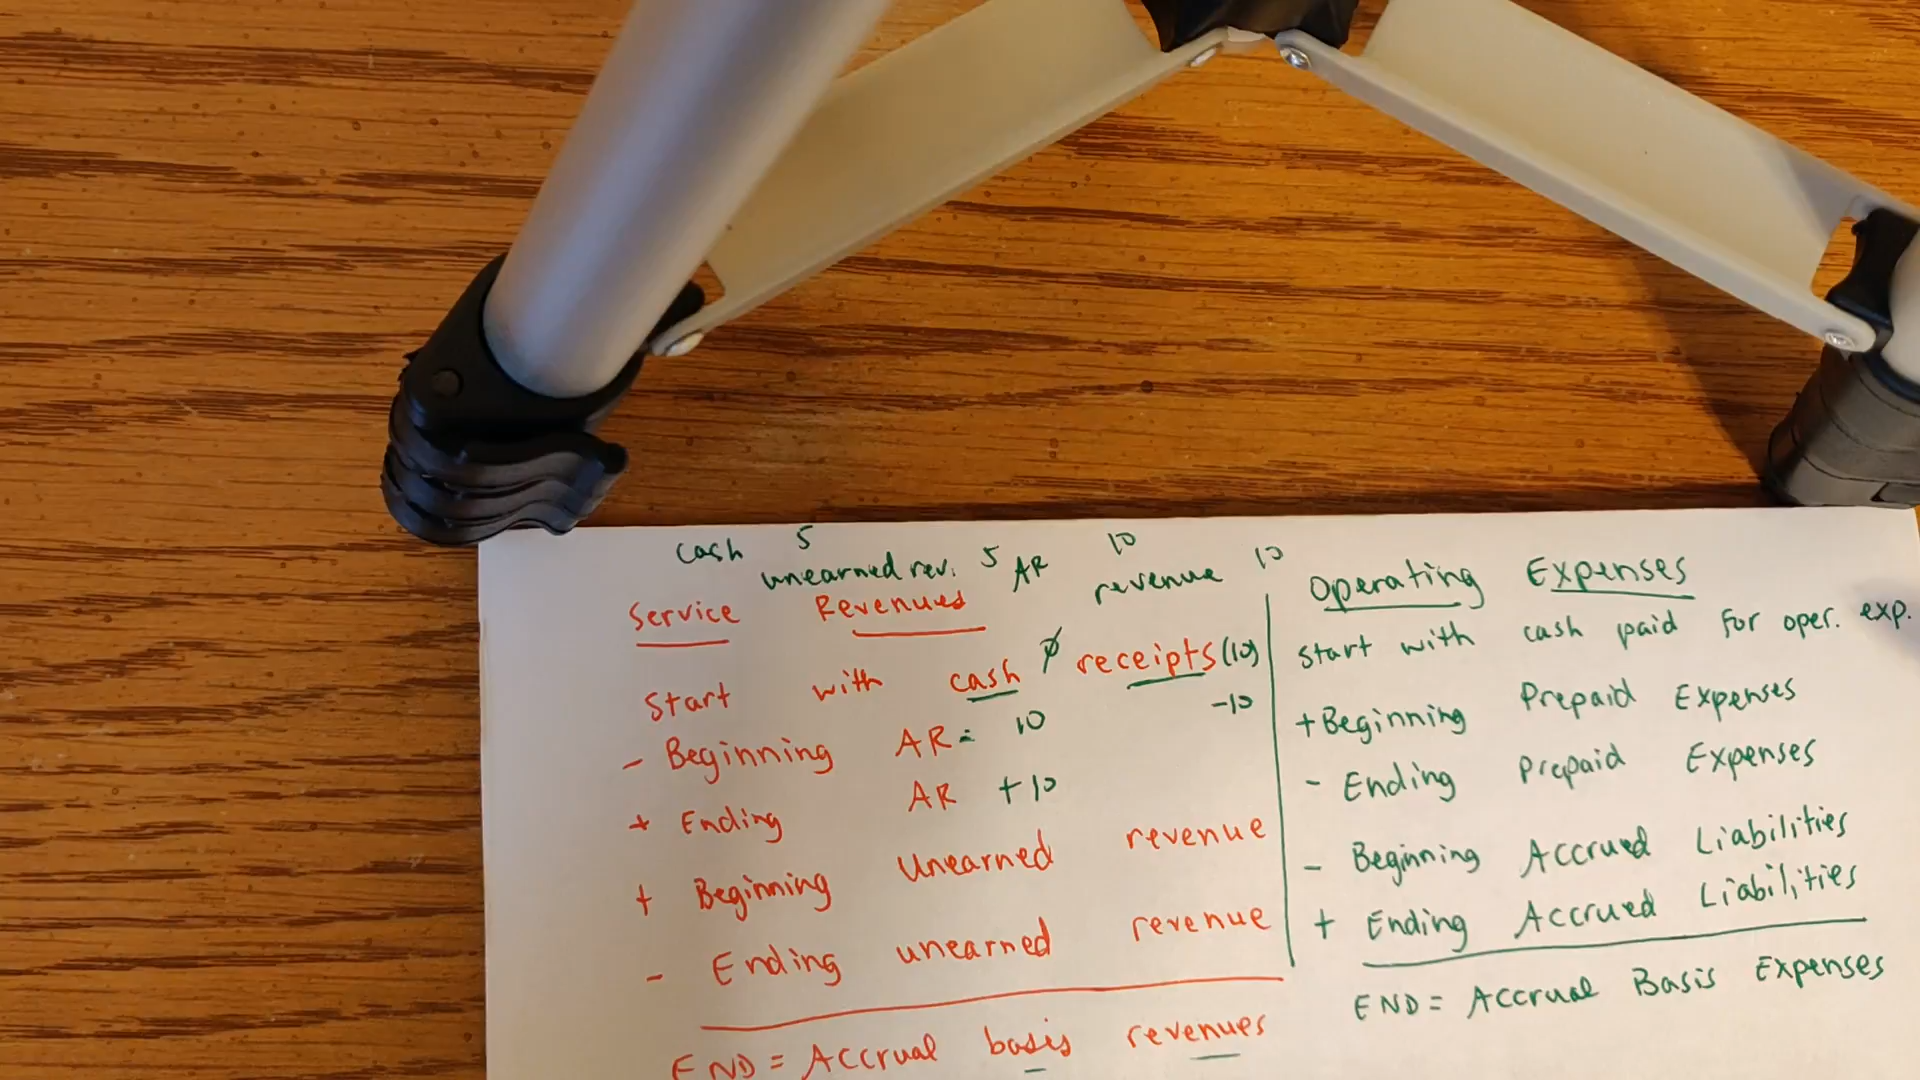 cash 5
unearned rev. 5
AR 10
revenue 10
Service Revenues
Start with cash ∅ receipts (10)
-10
- Beginning AR = 10
+ Ending AR +10
+ Beginning Unearned revenue
- Ending unearned revenue
END = Accrual basis revenues
Operating Expenses
Start with cash paid for oper. exp.
+ Beginning Prepaid Expenses
- Ending Prepaid Expenses
- Beginning Accrued Liabilities
+ Ending Accrued Liabilities
END = Accrual Basis Expenses